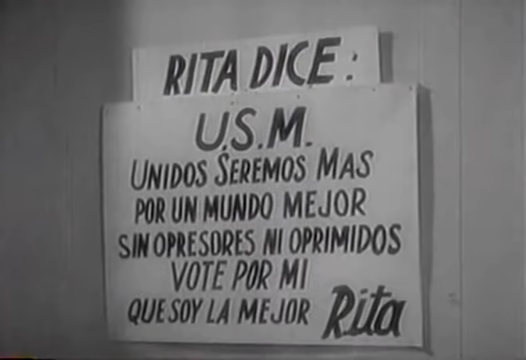 RITA DICE:
U.S.M.
UNIDOS SEREMOS MAS
POR UN MUNDO MEJOR
SIN OPRESORES NI OPRIMIDOS
VOTE POR MI
QUE SOY LA MEJOR Rita